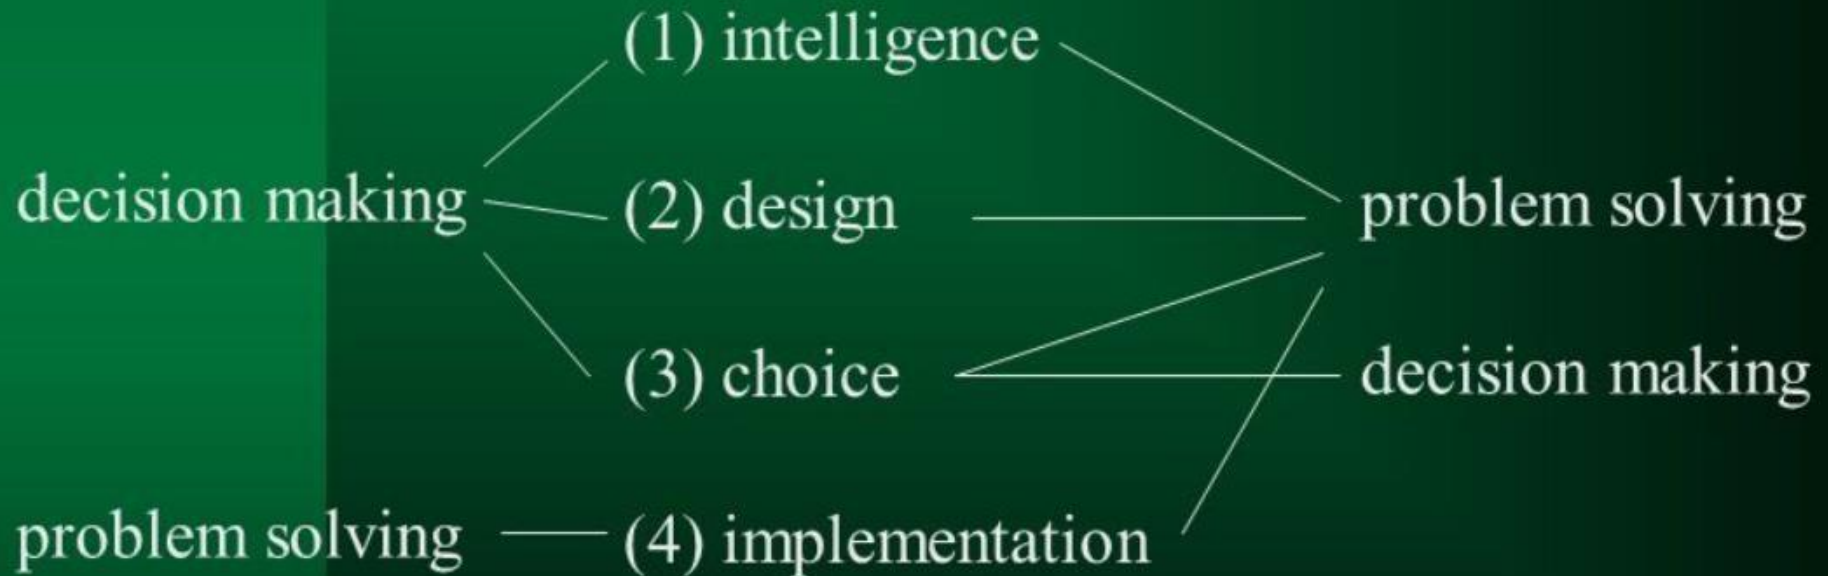 (1) intelligence
decision making (2) design problem solving
(3) choice decision making
problem solving (4) implementation